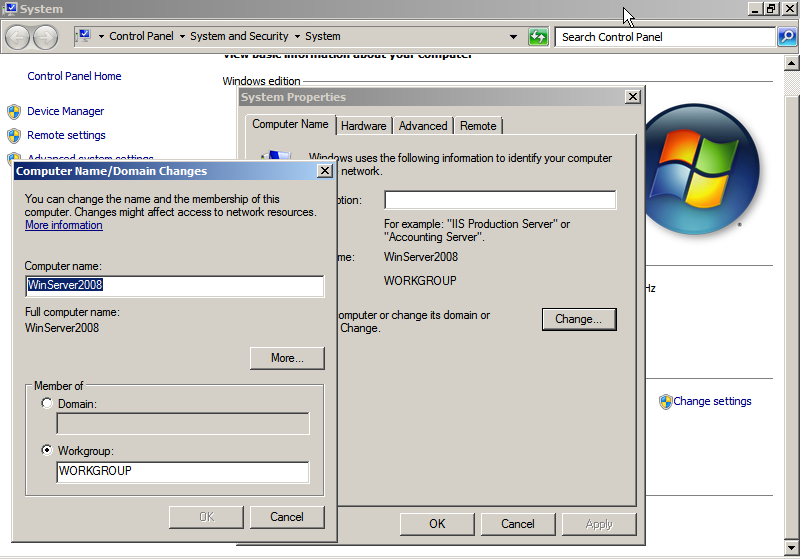 System
Control Panel
System and Security
System
Search Control Panel
Control Panel Home
Device Manager
Remote settings
Advanced system settings
View basic information about your computer
Windows edition
Change settings
System Properties
Computer Name
Hardware
Advanced
Remote
Windows uses the following information to identify your computer
network.
For example: "IIS Production Server" or
"Accounting Server".
WinServer2008
WORKGROUP
computer or change its domain or
Change.
Change...
OK
Cancel
Apply
Computer Name/Domain Changes
You can change the name and the membership of this
computer. Changes might affect access to network resources.
More information
Computer name:
WinServer2008
Full computer name:
WinServer2008
More...
Member of
Domain:
Workgroup:
WORKGROUP
OK
Cancel